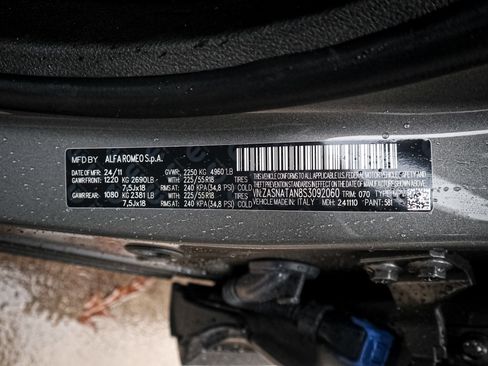 MFD BY ALFA ROMEO S.p.A.
DATE OF MFR 24/11 GVWR: 2250 KG 4960 LB
GAWR FRONT: 1220 KG 2690 LB WITH 225/55R18
7,5Jx18 RIMS AT: 240 KPA (34,8 PSI) COLD
GAWR REAR: 1080 KG 2381 LB WITH 225/55R18
7,5Jx18 RIMS AT: 240 KPA (34,8 PSI) COLD
THIS VEHICLE CONFORMS TO ALL APPLICABLE FEDERAL MOTOR VEHICLE SAFETY AND
THEFT PREVENTION STANDARDS IN EFFECT ON THE DATE OF MANUFACTURE SHOWN ABOVE
VIN: ZASNATAN8S3092060 TRIM: 070 TYPE:
VEHICLE MADE IN: ITALY MDH: 241110 PAINT: 581